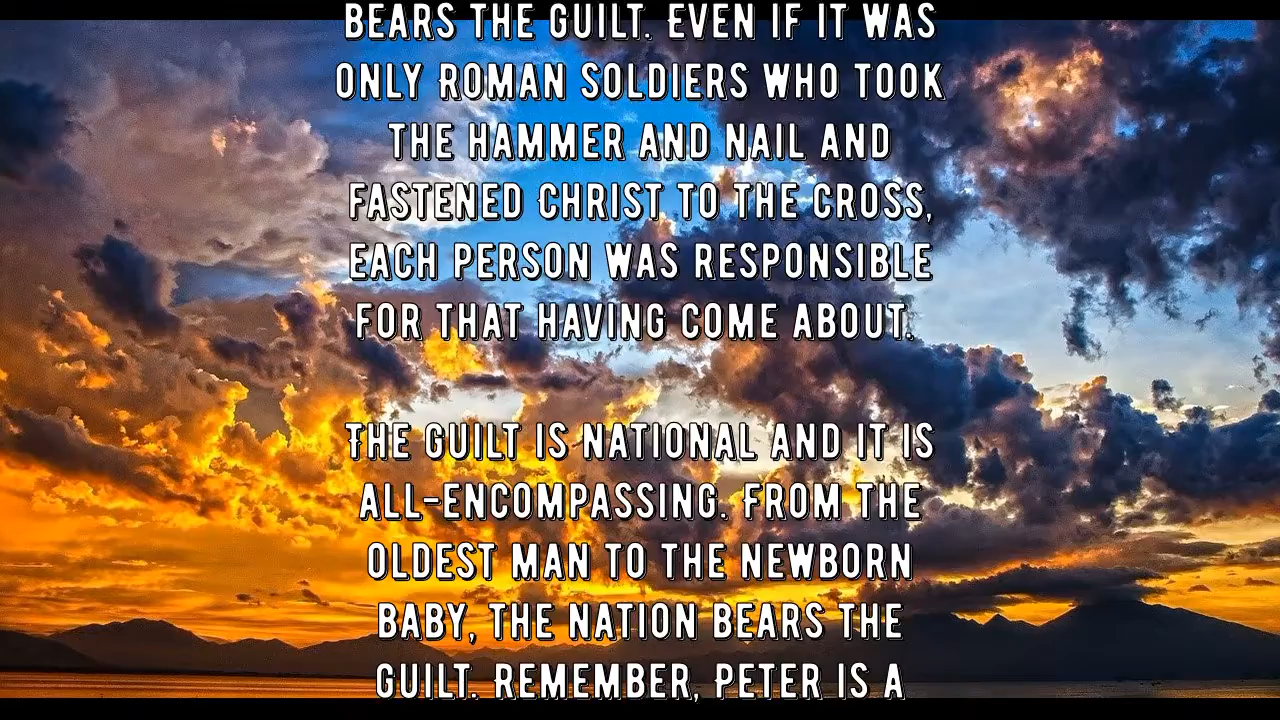 BEARS THE GUILT. EVEN IF IT WAS
ONLY ROMAN SOLDIERS WHO TOOK
THE HAMMER AND NAIL AND
FASTENED CHRIST TO THE CROSS,
EACH PERSON WAS RESPONSIBLE
FOR THAT HAVING COME ABOUT.
THE GUILT IS NATIONAL AND IT IS
ALL-ENCOMPASSING. FROM THE
OLDEST MAN TO THE NEWBORN
BABY, THE NATION BEARS THE
GUILT. REMEMBER, PETER IS A